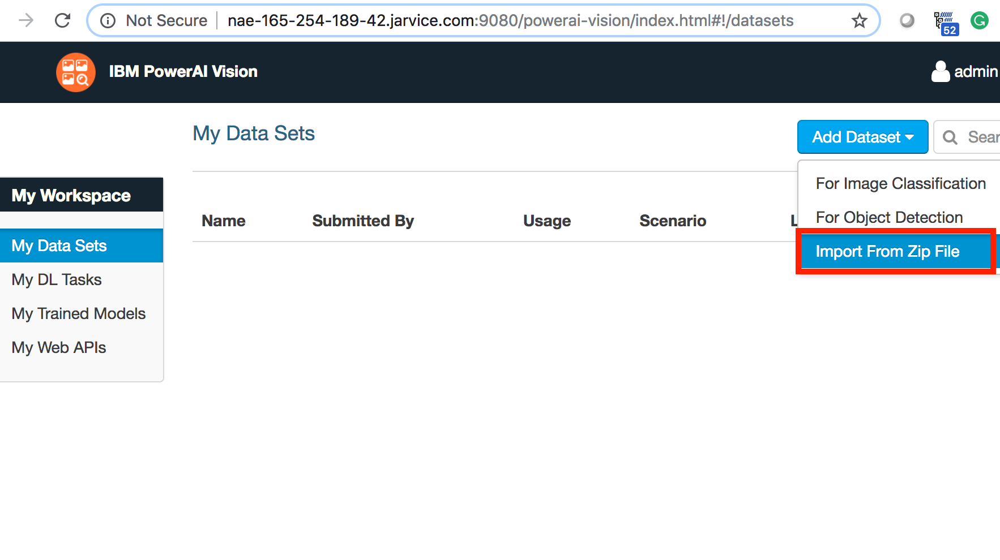 Not Secure | nae-165-254-189-42.jarvice.com:9080/powerai-vision/index.html#!/datasets
52
IBM PowerAI Vision
admin
My Data Sets
Add Dataset
Sear
For Image Classification
For Object Detection
Import From Zip File
My Workspace
My Data Sets
My DL Tasks
My Trained Models
My Web APIs
Name Submitted By Usage Scenario